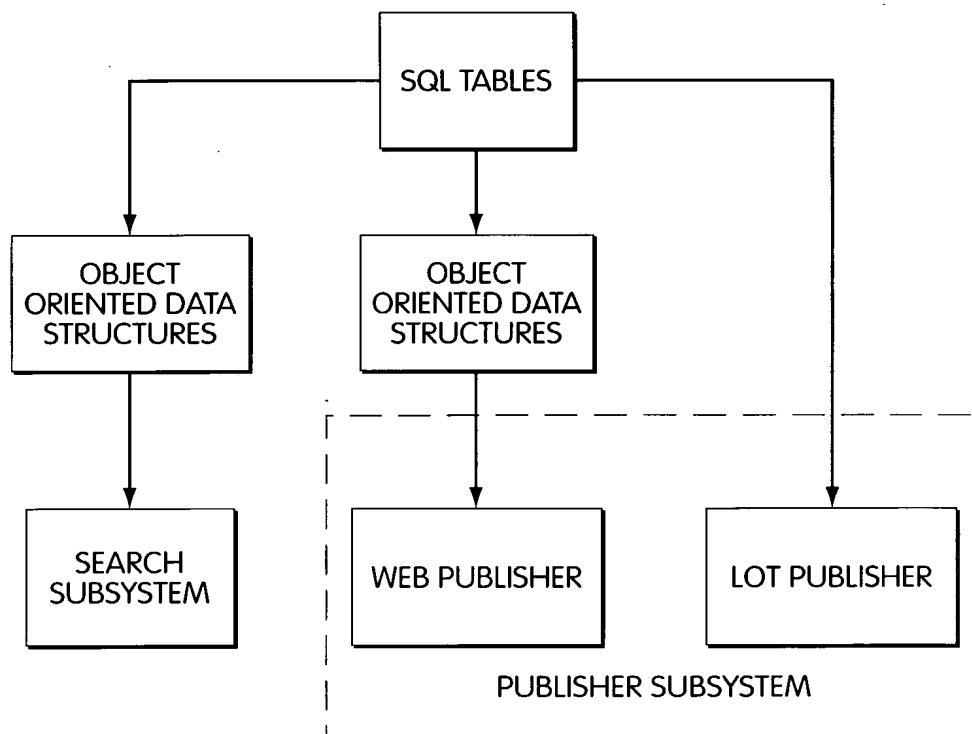 SQL TABLES
OBJECT
ORIENTED DATA
STRUCTURES
OBJECT
ORIENTED DATA
STRUCTURES
SEARCH
SUBSYSTEM
WEB PUBLISHER
LOT PUBLISHER
PUBLISHER SUBSYSTEM